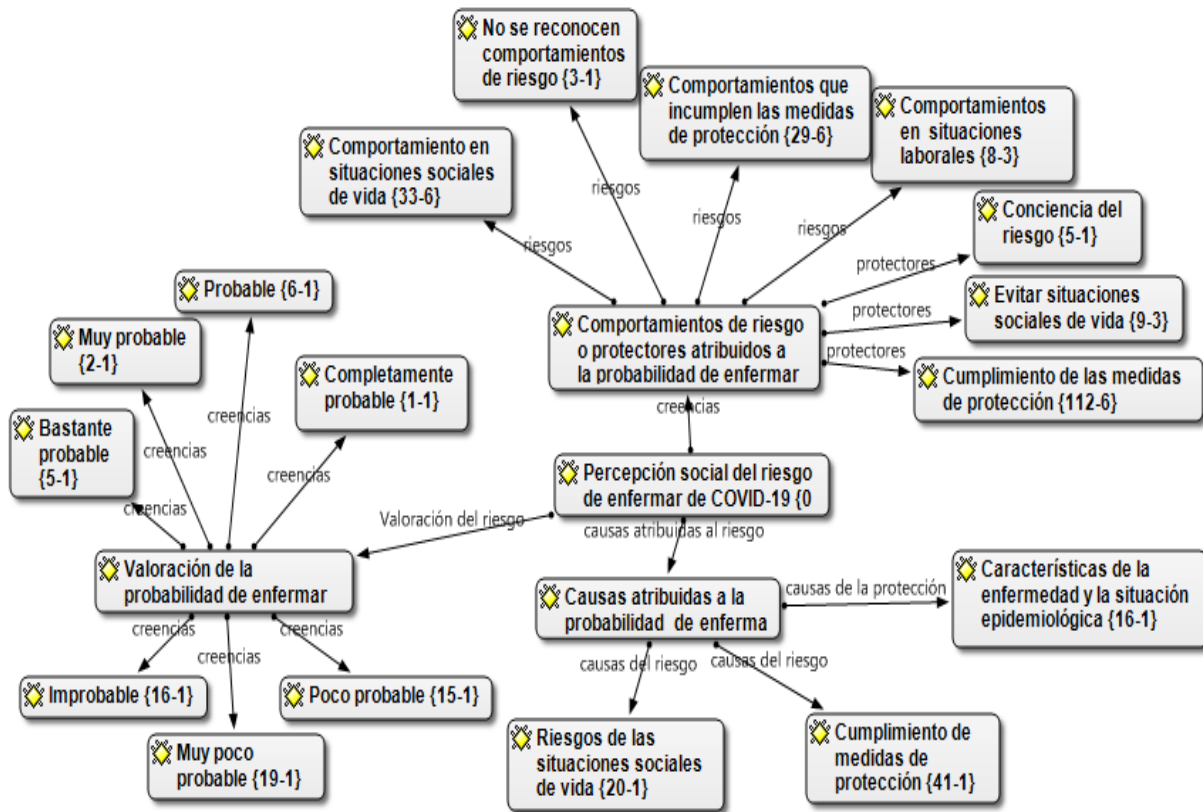 No se reconocen
comportamientos
de riesgo {3-1}
Comportamientos que
incumplen las medidas
de protección {29-6}
Comportamientos
en situaciones
laborales {8-3}
Comportamiento en
situaciones sociales
de vida {33-6}
riesgos
riesgos
riesgos
riesgos
Conciencia del
riesgo {5-1}
protectores
Evitar situaciones
sociales de vida {9-3}
protectores
protectores
Cumplimiento de las medidas
de protección {112-6}
Comportamientos de riesgo
o protectores atribuidos a
la probabilidad de enfermar
creencias
Probable {6-1}
Muy probable
{2-1}
Completamente
probable {1-1}
Bastante
probable
{5-1}
creencias
creencias
creencias
creencias
Percepción social del riesgo
de enfermar de COVID-19 {0
Valoración del riesgo
causas atribuidas al riesgo
Valoración de la
probabilidad de enfermar
creencias
creencias
creencias
Improbable {16-1}
Poco probable {15-1}
Muy poco
probable {19-1}
Causas atribuidas a la
probabilidad de enferma
causas de la protección
Características de la
enfermedad y la situación
epidemiológica {16-1}
causas del riesgo
causas del riesgo
Riesgos de las
situaciones sociales
de vida {20-1}
Cumplimiento de
medidas de
protección {41-1}